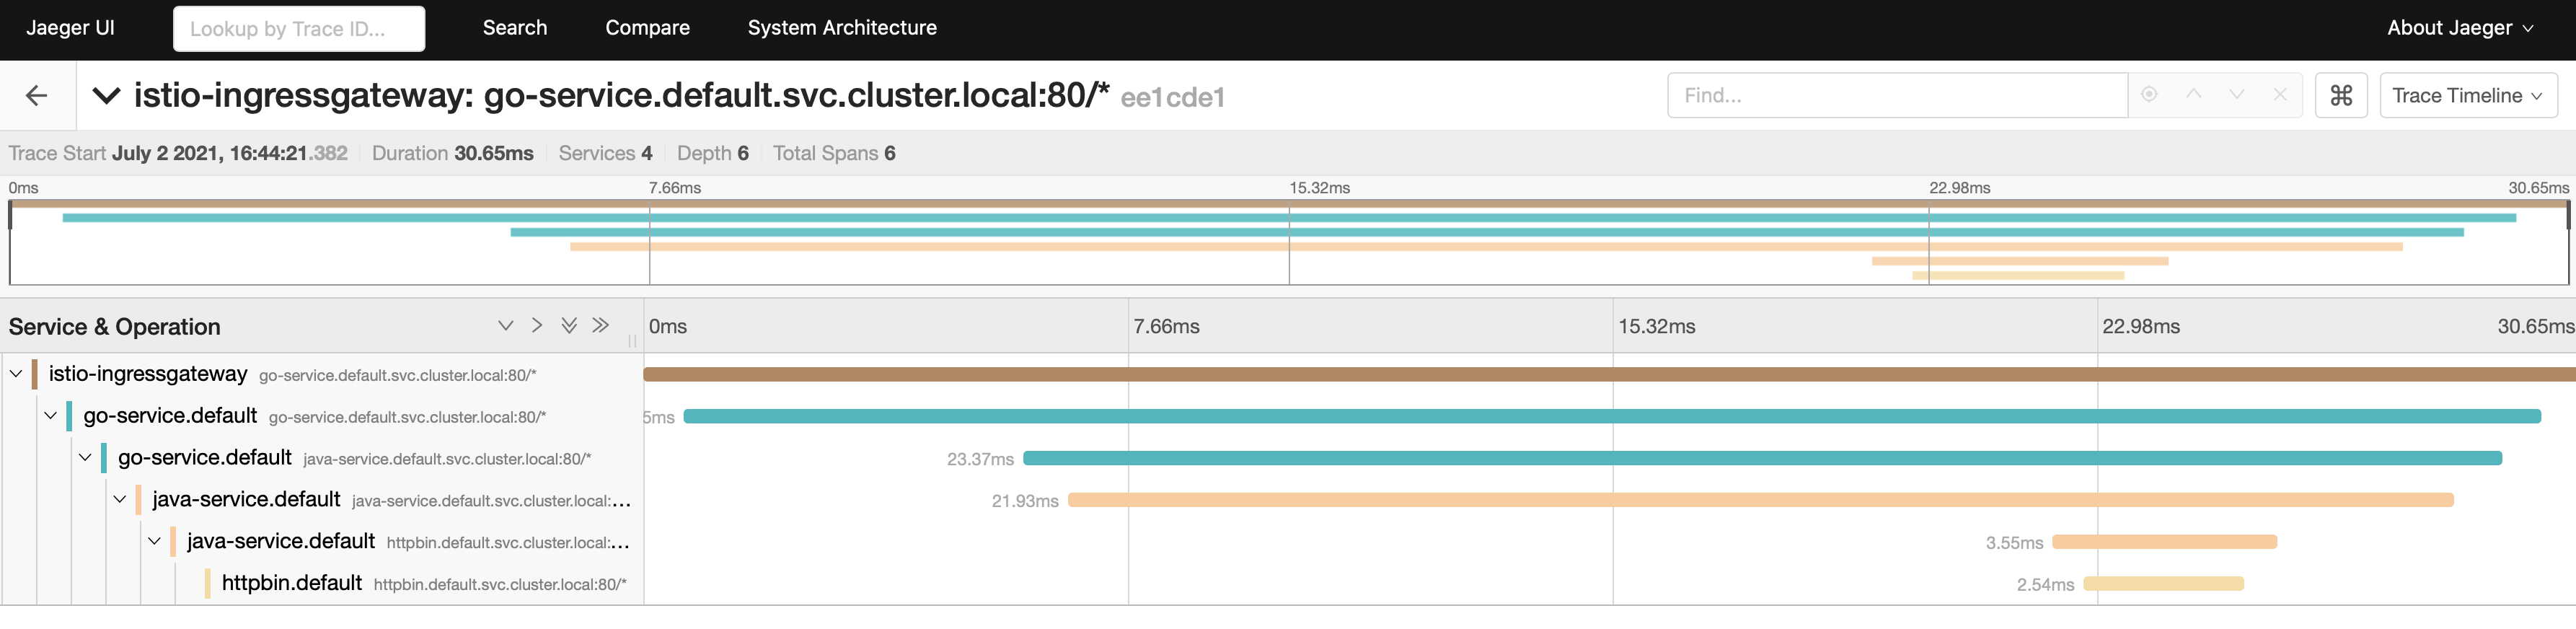 Jaeger UI Lookup by Trace ID... Search Compare System Architecture About Jaeger
istio-ingressgateway: go-service.default.svc.cluster.local:80/* ee1cde1 Find... ⌘ Trace Timeline
Trace Start July 2 2021, 16:44:21.382 Duration 30.65ms Services 4 Depth 6 Total Spans 6
0ms 7.66ms 15.32ms 22.98ms 30.65ms
Service & Operation 0ms 7.66ms 15.32ms 22.98ms 30.65ms
istio-ingressgateway go-service.default.svc.cluster.local:80/*
go-service.default go-service.default.svc.cluster.local:80/* 5ms
go-service.default java-service.default.svc.cluster.local:80/* 23.37ms
java-service.default java-service.default.svc.cluster.local:... 21.93ms
java-service.default httpbin.default.svc.cluster.local:... 3.55ms
httpbin.default httpbin.default.svc.cluster.local:80/* 2.54ms